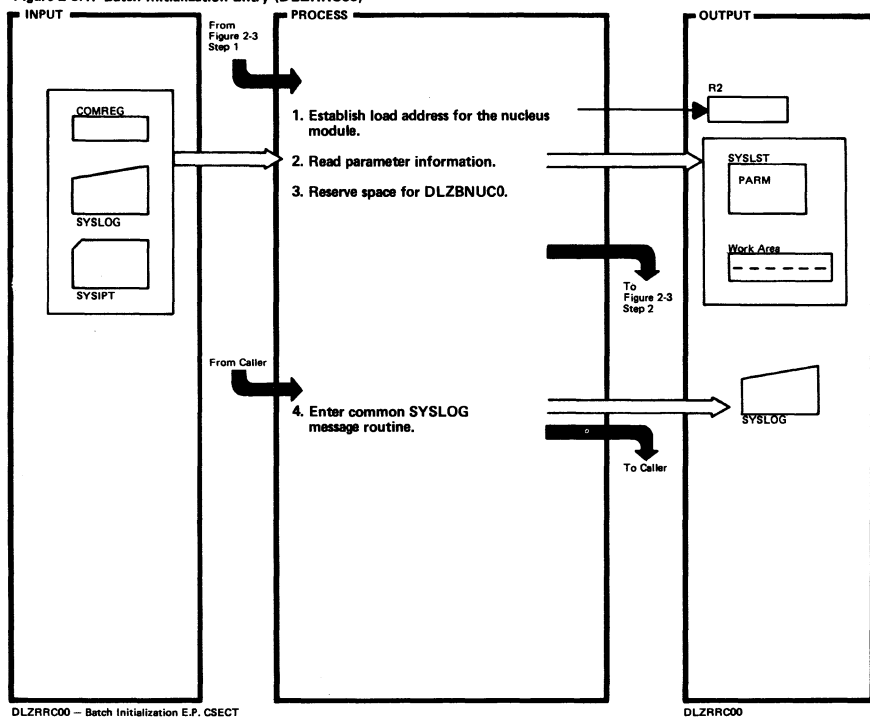 INPUT
PROCESS
OUTPUT
From
Figure 2-3
Step 1
COMREG
SYSLOG
SYSIPT
1. Establish load address for the nucleus
module.
2. Read parameter information.
3. Reserve space for DLZBNUC0.
R2
SYSLST
PARM
Work Area
To
Figure 2-3
Step 2
From Caller
4. Enter common SYSLOG
message routine.
SYSLOG
To Caller
DLZRRC00 – Batch Initialization E.P. CSECT
DLZRRC00